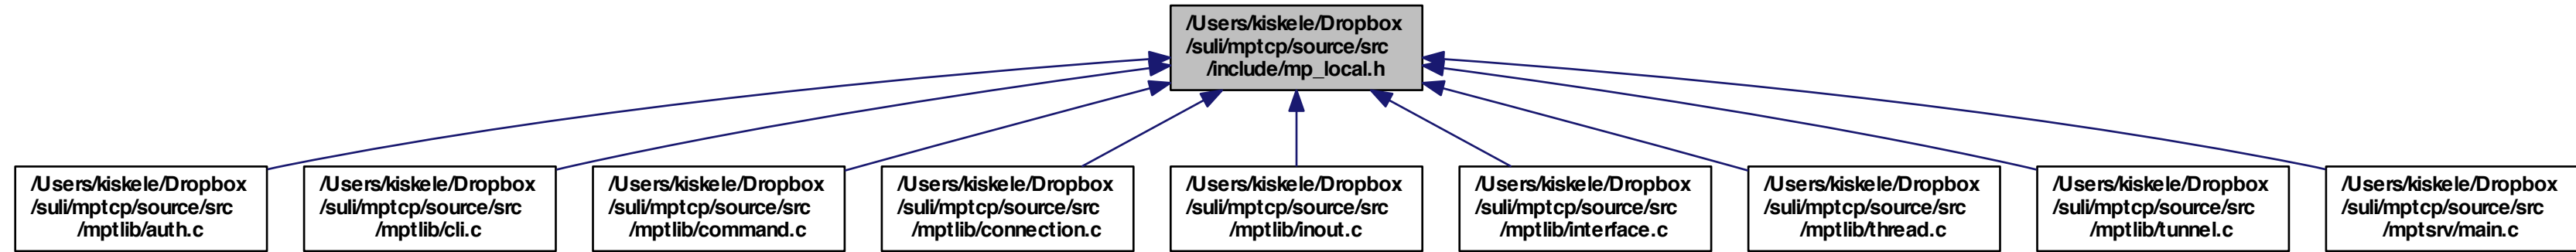 /Users/kiskele/Dropbox
/suli/mptcp/source/src
/include/mp_local.h
/Users/kiskele/Dropbox
/suli/mptcp/source/src
/mptlib/auth.c
/Users/kiskele/Dropbox
/suli/mptcp/source/src
/mptlib/cli.c
/Users/kiskele/Dropbox
/suli/mptcp/source/src
/mptlib/command.c
/Users/kiskele/Dropbox
/suli/mptcp/source/src
/mptlib/connection.c
/Users/kiskele/Dropbox
/suli/mptcp/source/src
/mptlib/inout.c
/Users/kiskele/Dropbox
/suli/mptcp/source/src
/mptlib/interface.c
/Users/kiskele/Dropbox
/suli/mptcp/source/src
/mptlib/thread.c
/Users/kiskele/Dropbox
/suli/mptcp/source/src
/mptlib/tunnel.c
/Users/kiskele/Dropbox
/suli/mptcp/source/src
/mptsrv/main.c